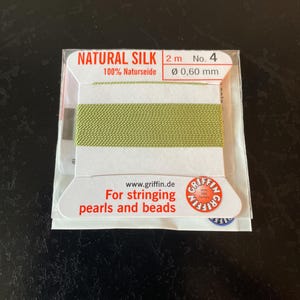 NATURAL SILK
100% Naturseide
2 m No. 4
Ø 0,60 mm
www.griffin.de
For stringing
pearls and beads
GRIFFIN GRIFFIN